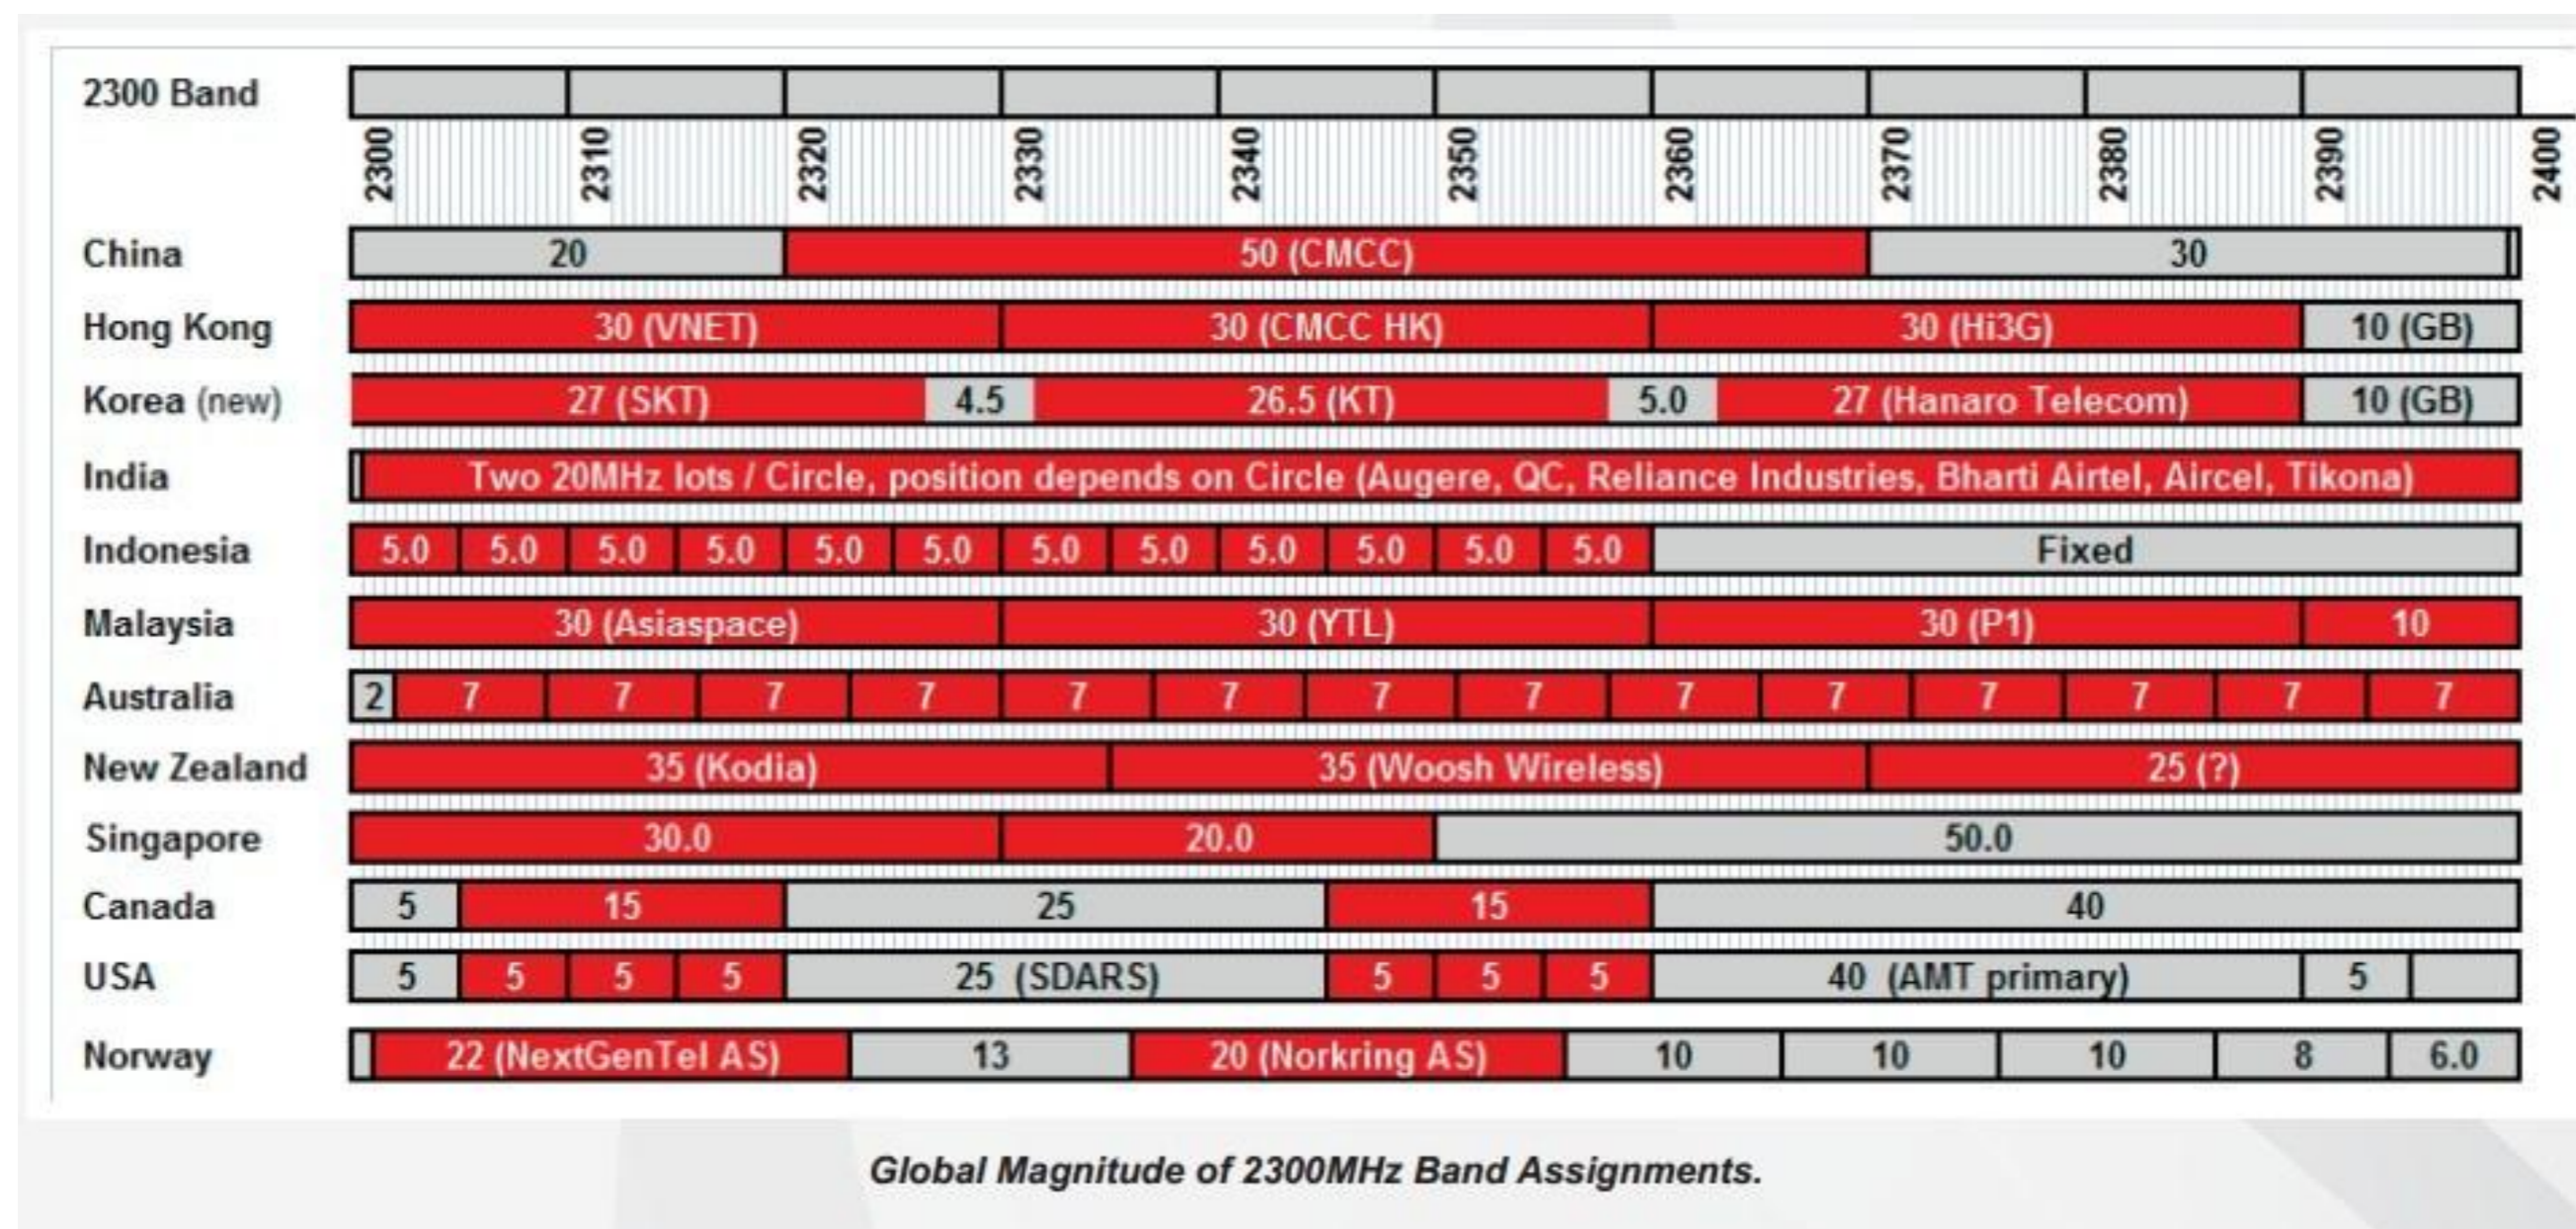 2300 Band
2300 2310 2320 2330 2340 2350 2360 2370 2380 2390 2400
China 20 50 (CMCC) 30
Hong Kong 30 (VNET) 30 (CMCC HK) 30 (Hi3G) 10 (GB)
Korea (new) 27 (SKT) 4.5 26.5 (KT) 5.0 27 (Hanaro Telecom) 10 (GB)
India Two 20MHz lots / Circle, position depends on Circle (Augere, QC, Reliance Industries, Bharti Airtel, Aircel, Tikona)
Indonesia 5.0 5.0 5.0 5.0 5.0 5.0 5.0 5.0 5.0 5.0 5.0 5.0 Fixed
Malaysia 30 (Asiaspace) 30 (YTL) 30 (P1) 10
Australia 2 7 7 7 7 7 7 7 7 7 7 7 7 7 7
New Zealand 35 (Kodia) 35 (Woosh Wireless) 25 (?)
Singapore 30.0 20.0 50.0
Canada 5 15 25 15 40
USA 5 5 5 5 25 (SDARS) 5 5 5 40 (AMT primary) 5
Norway 22 (NextGenTel AS) 13 20 (Norkring AS) 10 10 10 8 6.0
Global Magnitude of 2300MHz Band Assignments.